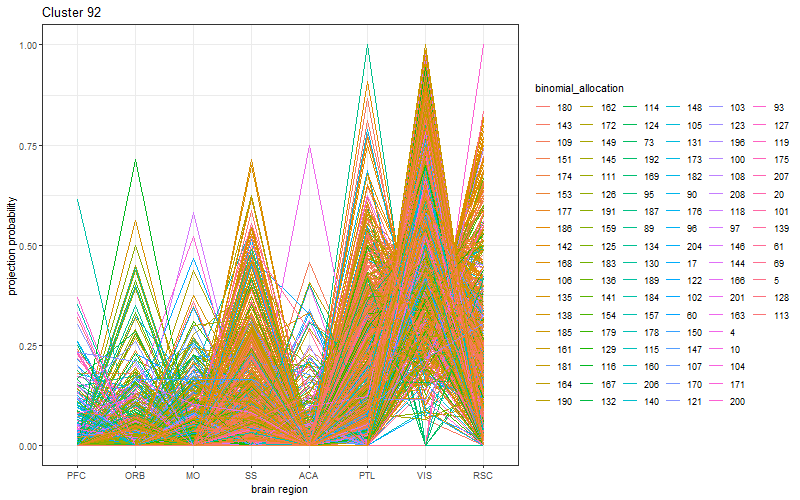 Cluster 92
1.00
0.75
0.50
0.25
0.00
projection probability
PFC ORB MO SS ACA PTL VIS RSC
brain region
binomial_allocation
180 162 114 148 103 93
143 172 124 105 123 127
109 149 73 131 196 119
151 145 192 173 100 175
174 111 169 182 108 207
153 126 95 90 208 20
177 191 187 176 118 101
186 159 89 96 97 139
142 125 134 204 146 61
168 183 130 17 144 69
106 136 189 122 166 5
135 141 184 102 201 128
138 154 157 60 163 113
185 179 178 150 4
161 129 115 147 10
181 116 160 107 104
164 167 206 170 171
190 132 140 121 200